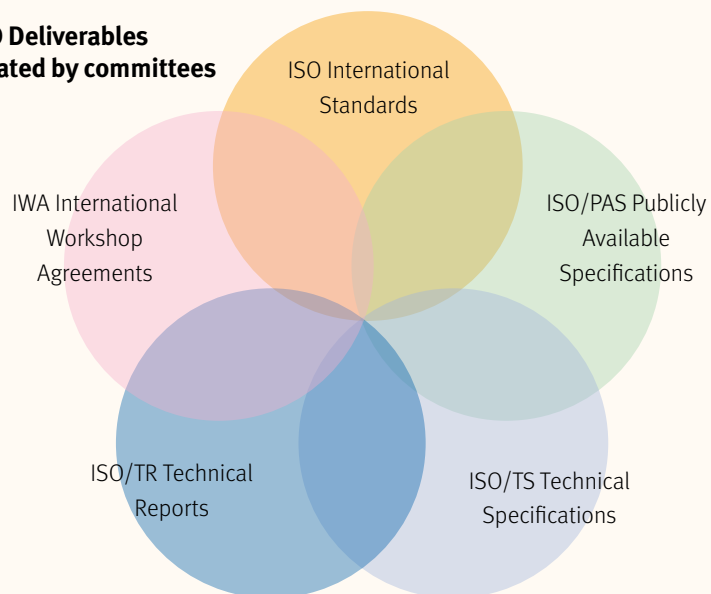 Deliverables
ated by committees
ISO International
Standards
IWA International
Workshop
Agreements
ISO/PAS Publicly
Available
Specifications
ISO/TR Technical
Reports
ISO/TS Technical
Specifications